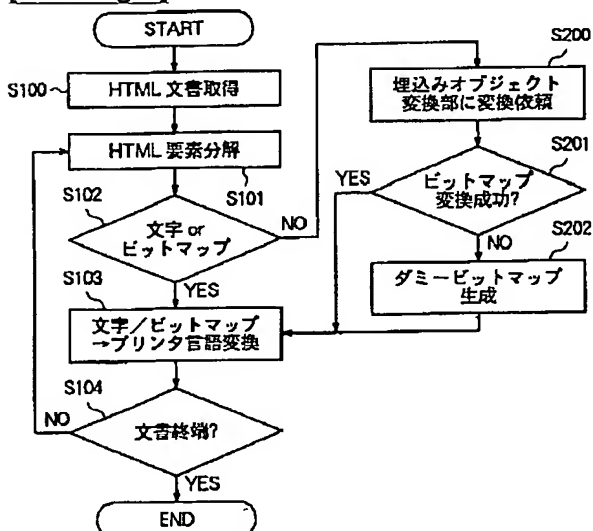 START
S100
HTML 文書取得
HTML 要素分解
S101
S102
文字 or
ビットマップ
NO
YES
S103
文字／ビットマップ
→プリンタ言語変換
S104
文書終端?
NO
YES
END
S200
埋込みオブジェクト
変換部に変換依頼
S201
ビットマップ
変換成功?
YES
NO
S202
ダミービットマップ
生成